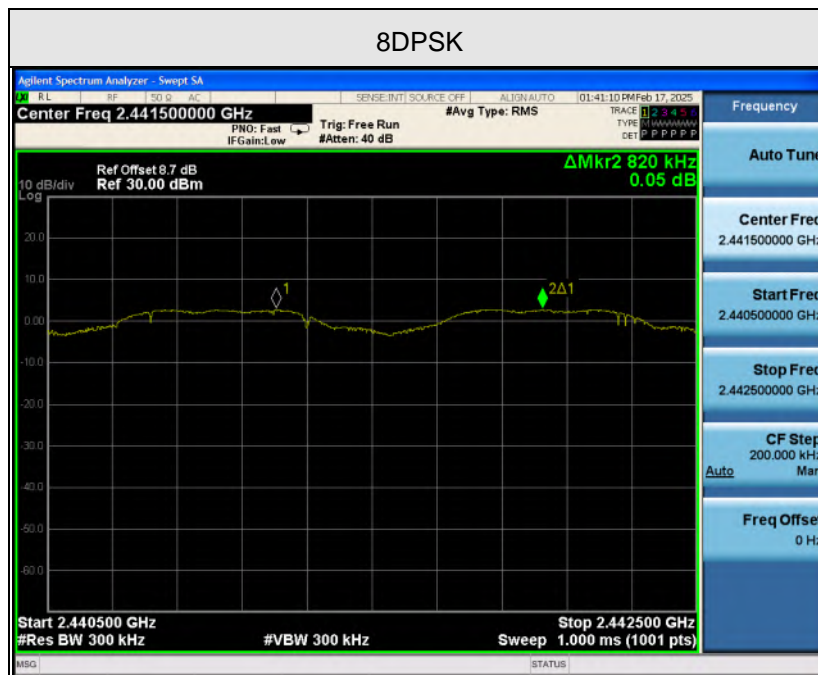 8DPSK
Agilent Spectrum Analyzer - Swept SA
RL RF 50 Ω AC SENSE:INT SOURCE OFF ALIGN AUTO 01:41:10 PM Feb 17, 2025
Center Freq 2.441500000 GHz #Avg Type: RMS TRACE 1 2 3 4 5 6
PNO: Fast Trig: Free Run TYPE M WWWWW
IFGain:Low #Atten: 40 dB DET P P P P P P
Frequency
Auto Tune
Center Freq
2.441500000 GHz
Start Freq
2.440500000 GHz
Stop Freq
2.442500000 GHz
CF Step
200.000 kHz
Auto Man
Freq Offset
0 Hz
ΔMkr2 820 kHz
0.05 dB
Ref Offset 8.7 dB
10 dB/div Ref 30.00 dBm
Log
20.0
10.0
0.00
-10.0
-20.0
-30.0
-40.0
-50.0
-60.0
1
2Δ1
Start 2.440500 GHz Stop 2.442500 GHz
#Res BW 300 kHz #VBW 300 kHz Sweep 1.000 ms (1001 pts)
MSG STATUS